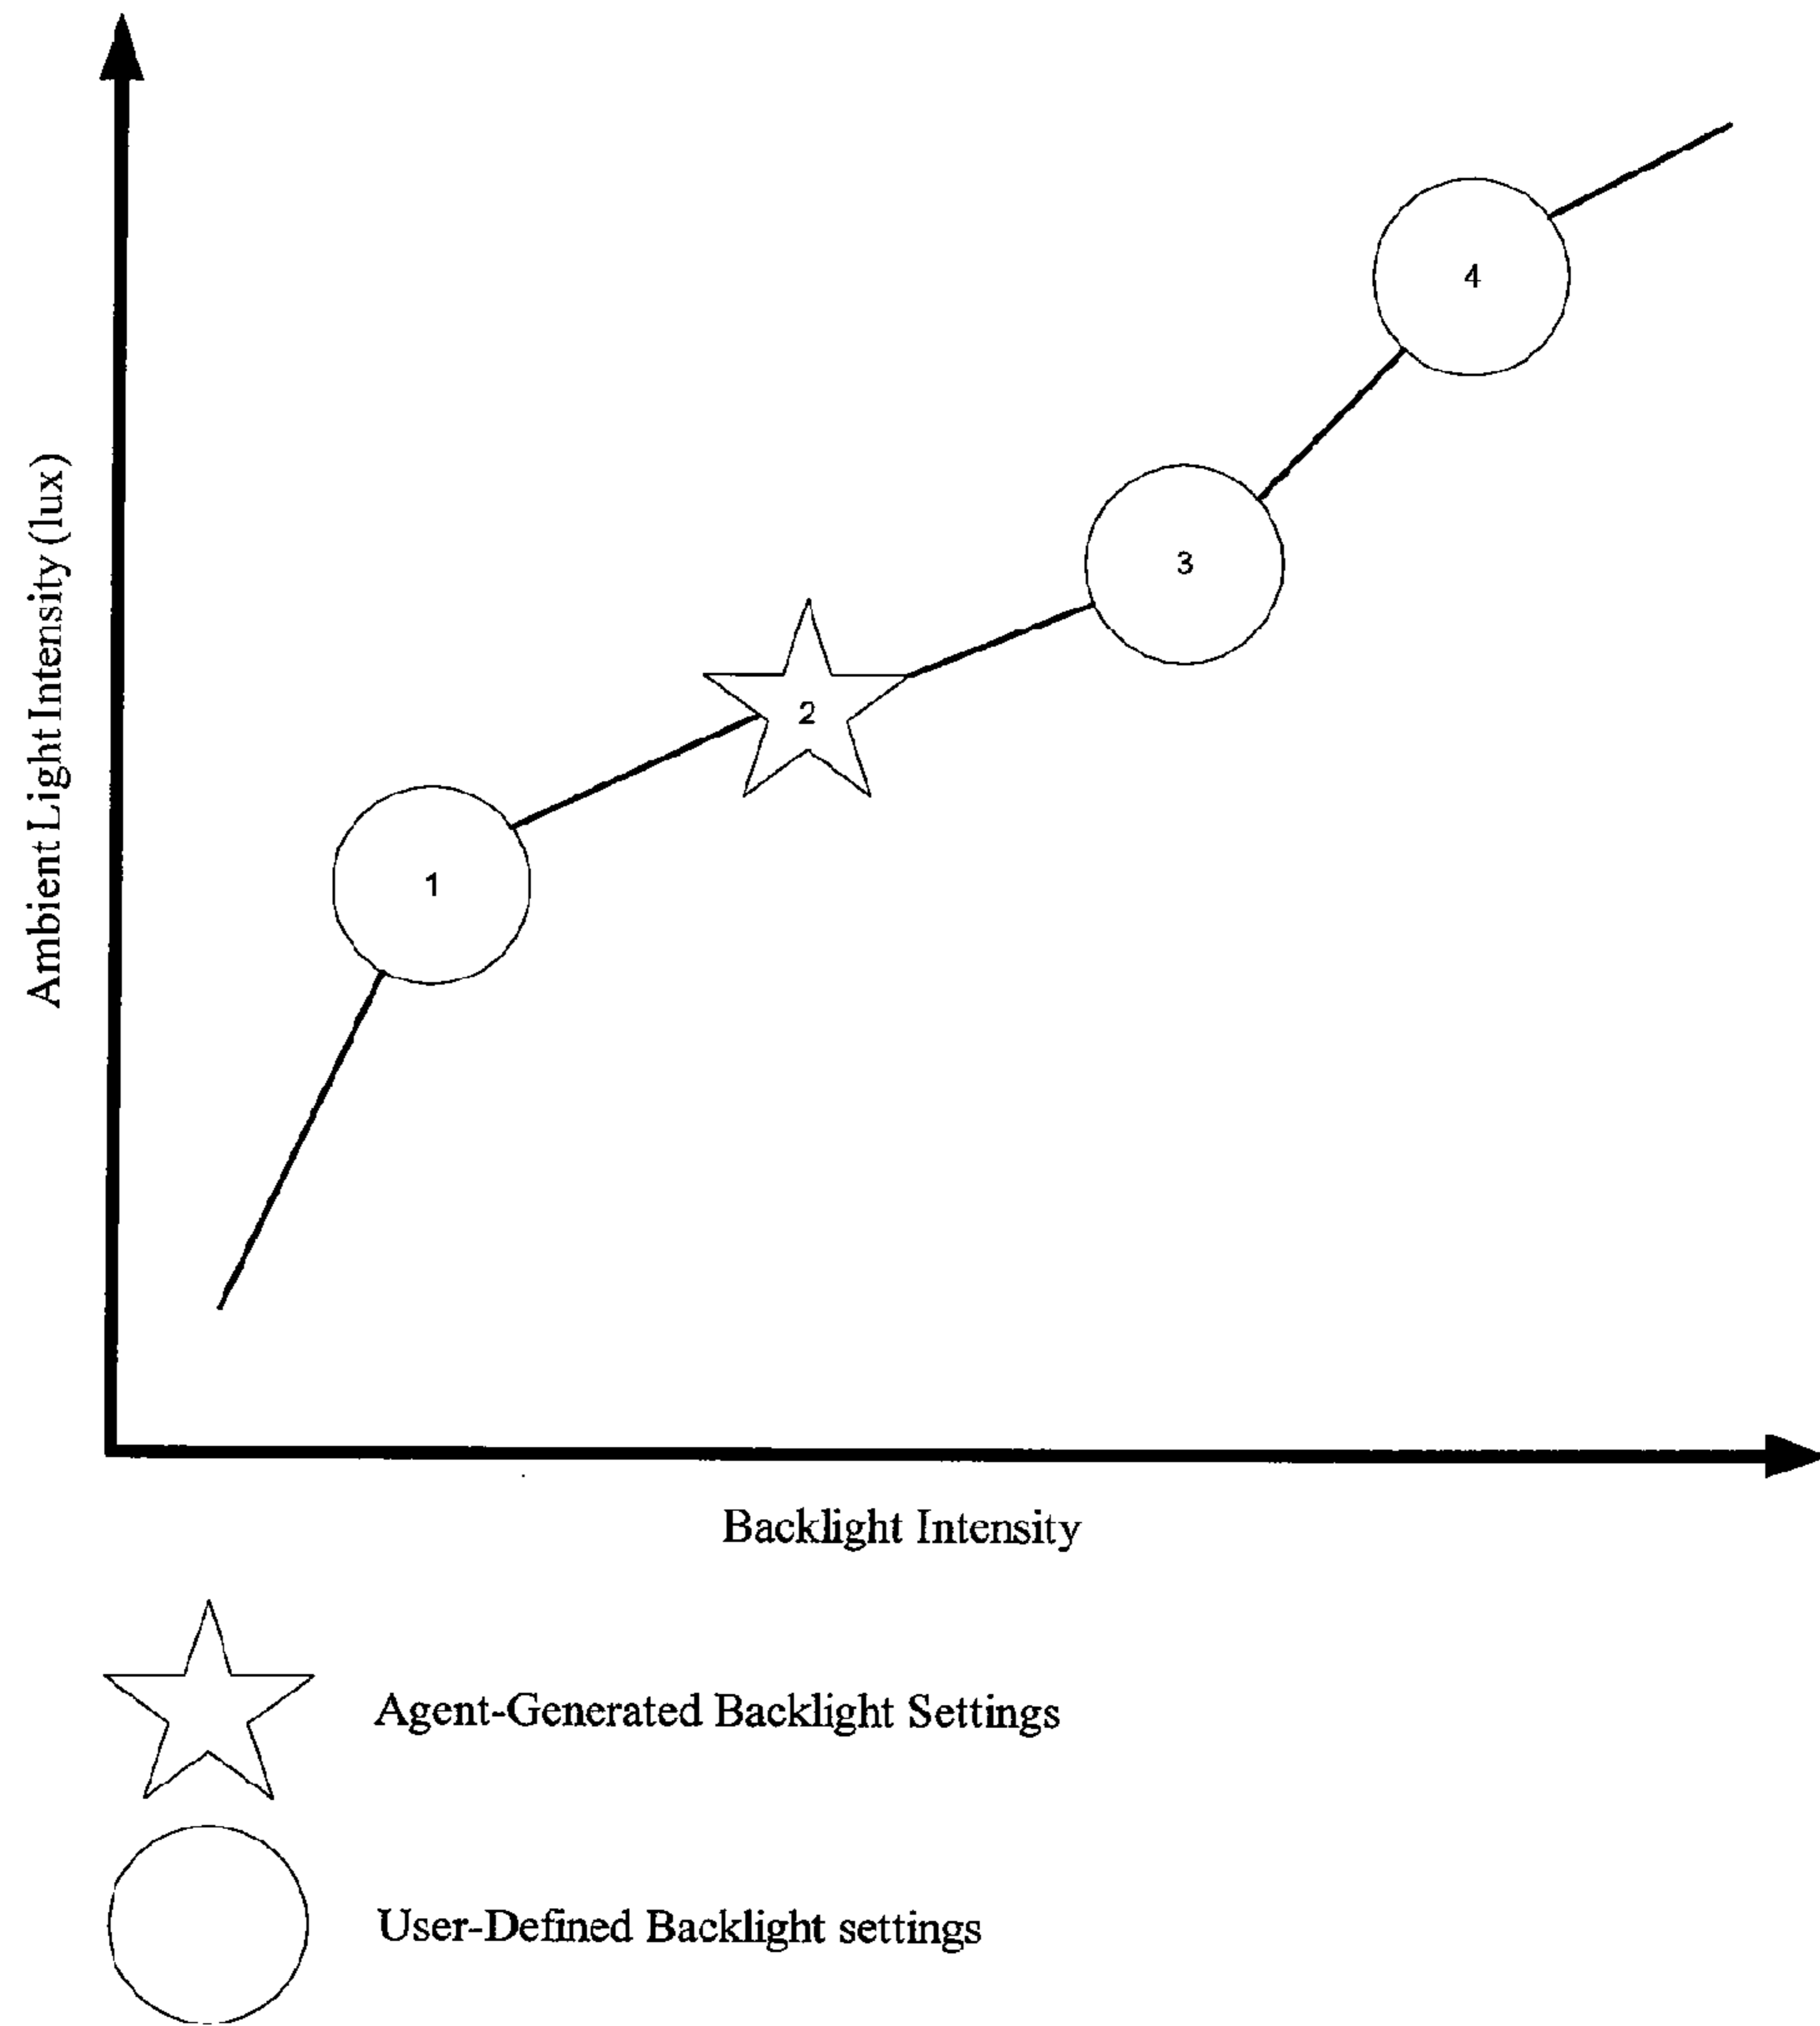 4
3
2
1
Ambient Light Intensity (lux)
Backlight Intensity
Agent-Generated Backlight Settings
User-Defined Backlight settings